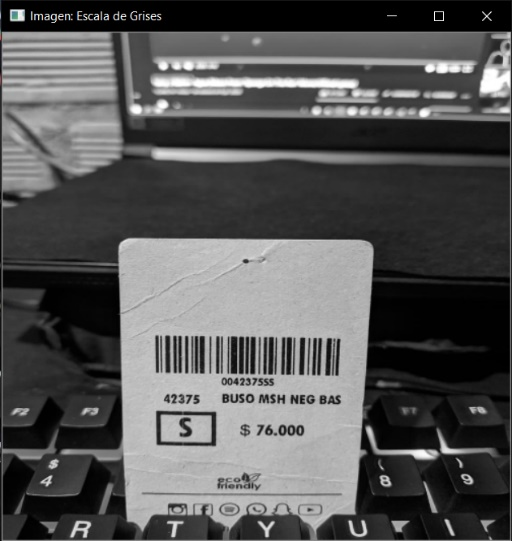 Imagen: Escala de Grises
004237555
42375 BUSO MSH NEG BAS
S $ 76.000
eco
friendly
F2 F3 F7 F8
$ ( )
4 8 9
R T Y U I